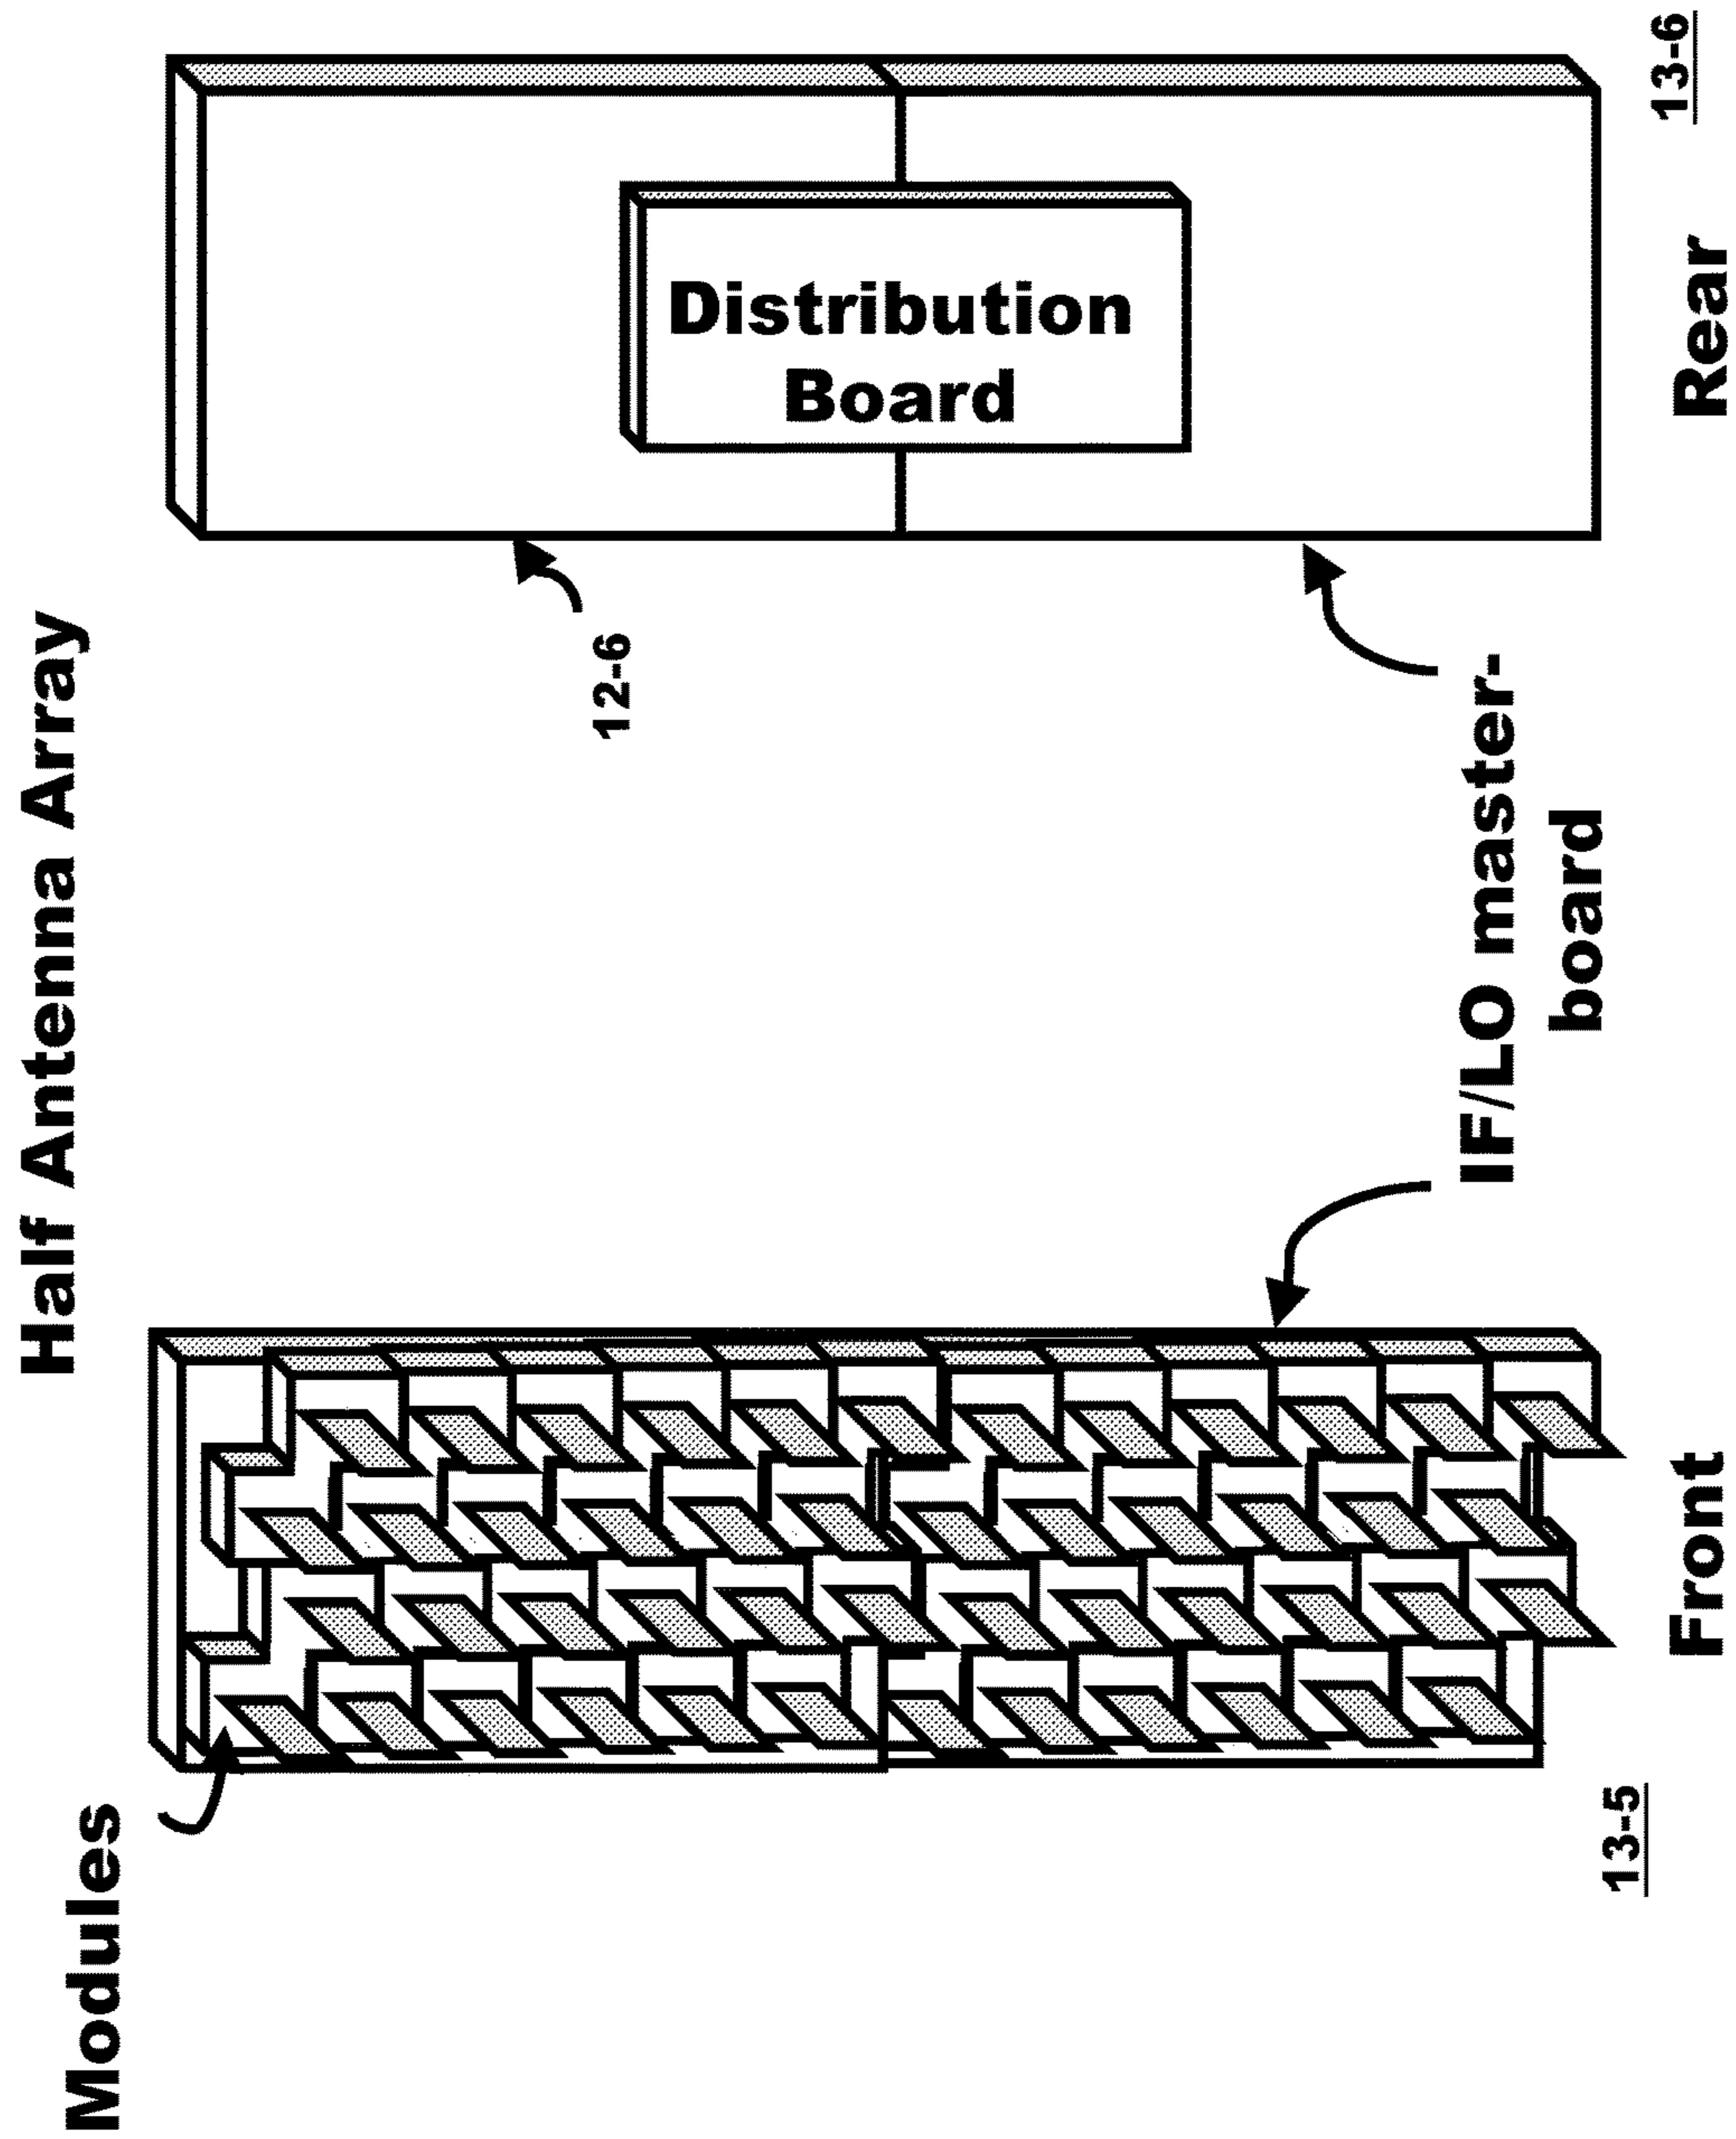 Half Antenna Array
Modules
12-6
Distribution
Board
IF/LO master-
board
13-5
Front
Rear
13-6